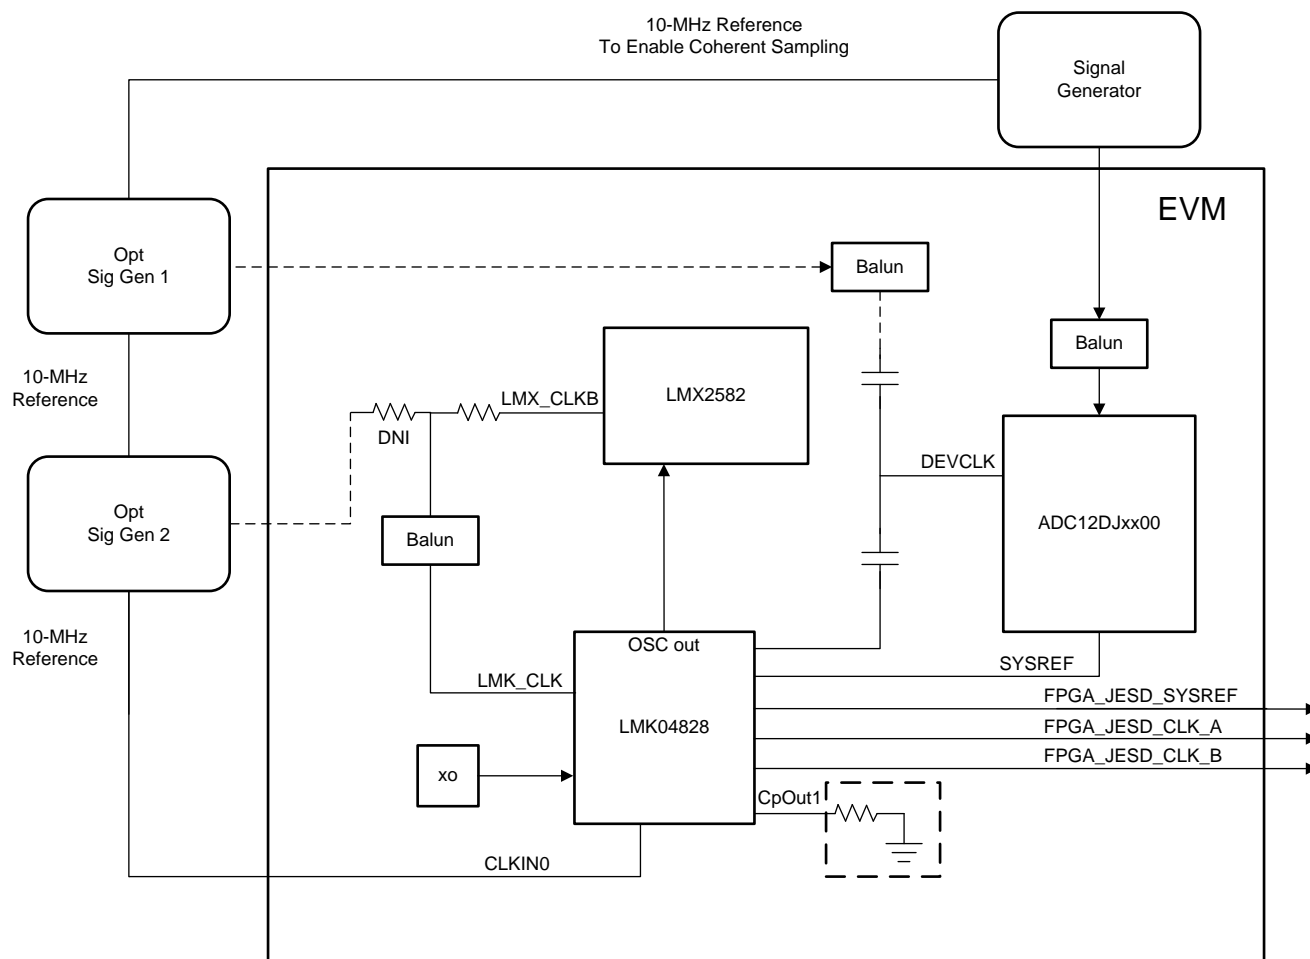 10-MHz Reference
To Enable Coherent Sampling
Signal
Generator
EVM
Opt
Sig Gen 1
Balun
Balun
10-MHz
Reference
LMX_CLKB
LMX2582
DNI
DEVCLK
Opt
Sig Gen 2
Balun
ADC12DJxx00
10-MHz
Reference
OSC out
SYSREF
LMK_CLK
FPGA_JESD_SYSREF
LMK04828
FPGA_JESD_CLK_A
FPGA_JESD_CLK_B
xo
CpOut1
CLKIN0